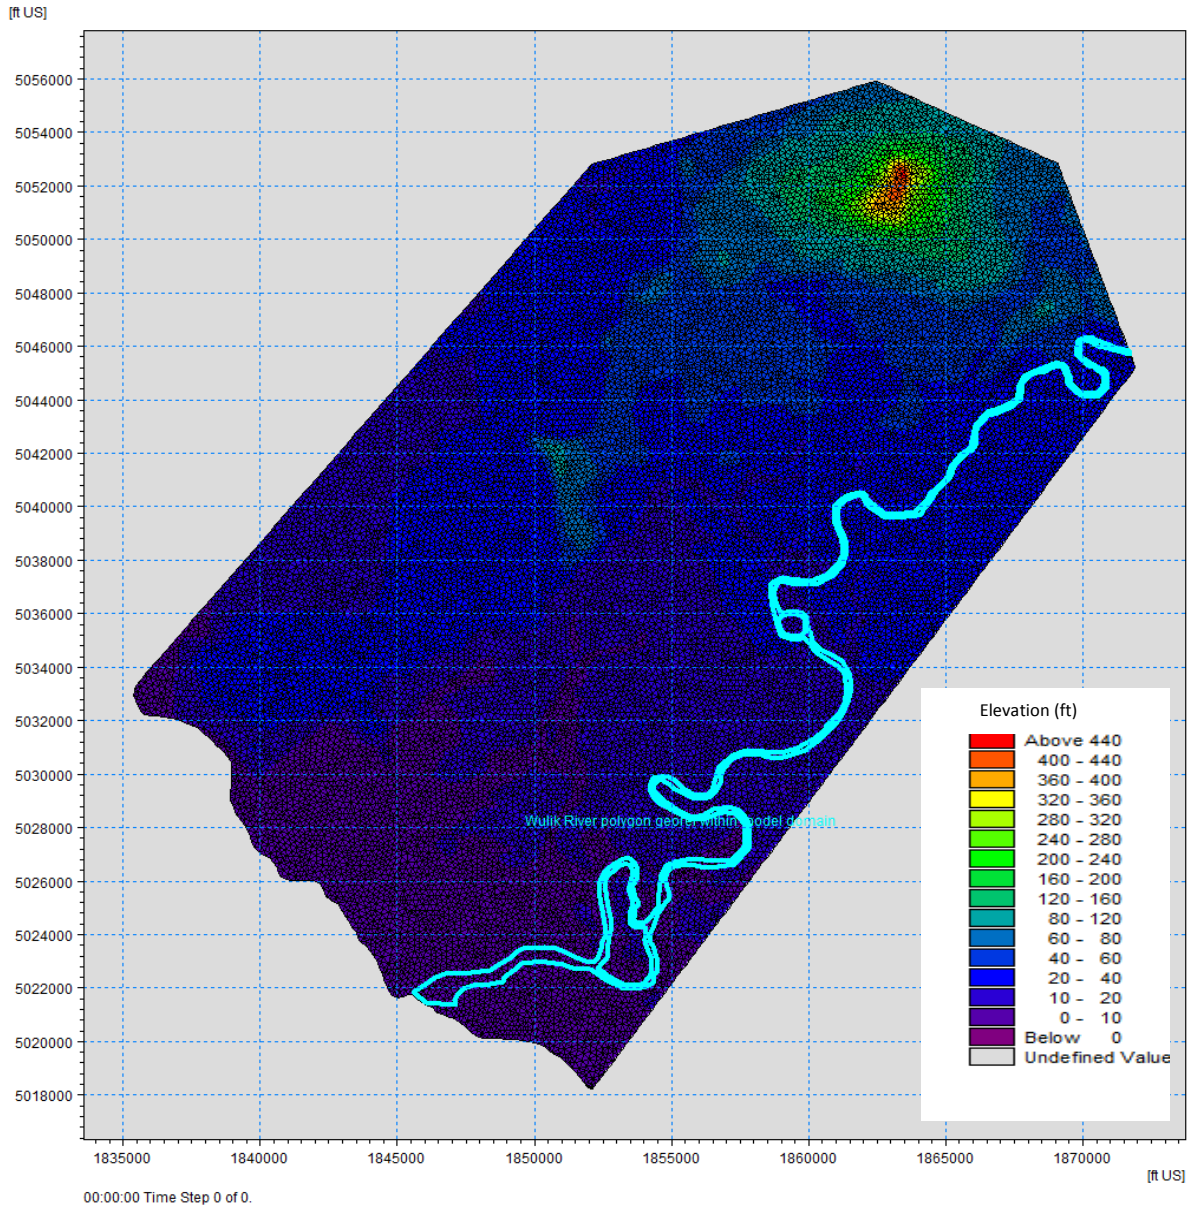 [ft US]
5056000
5054000
5052000
5050000
5048000
5046000
5044000
5042000
5040000
5038000
5036000
5034000
5032000
5030000
5028000
5026000
5024000
5022000
5020000
5018000
Wulik River polygon georef within model domain
Elevation (ft)
Above 440
400 - 440
360 - 400
320 - 360
280 - 320
240 - 280
200 - 240
160 - 200
120 - 160
80 - 120
60 - 80
40 - 60
20 - 40
10 - 20
0 - 10
Below 0
Undefined Value
1835000 1840000 1845000 1850000 1855000 1860000 1865000 1870000
[ft US]
00:00:00 Time Step 0 of 0.